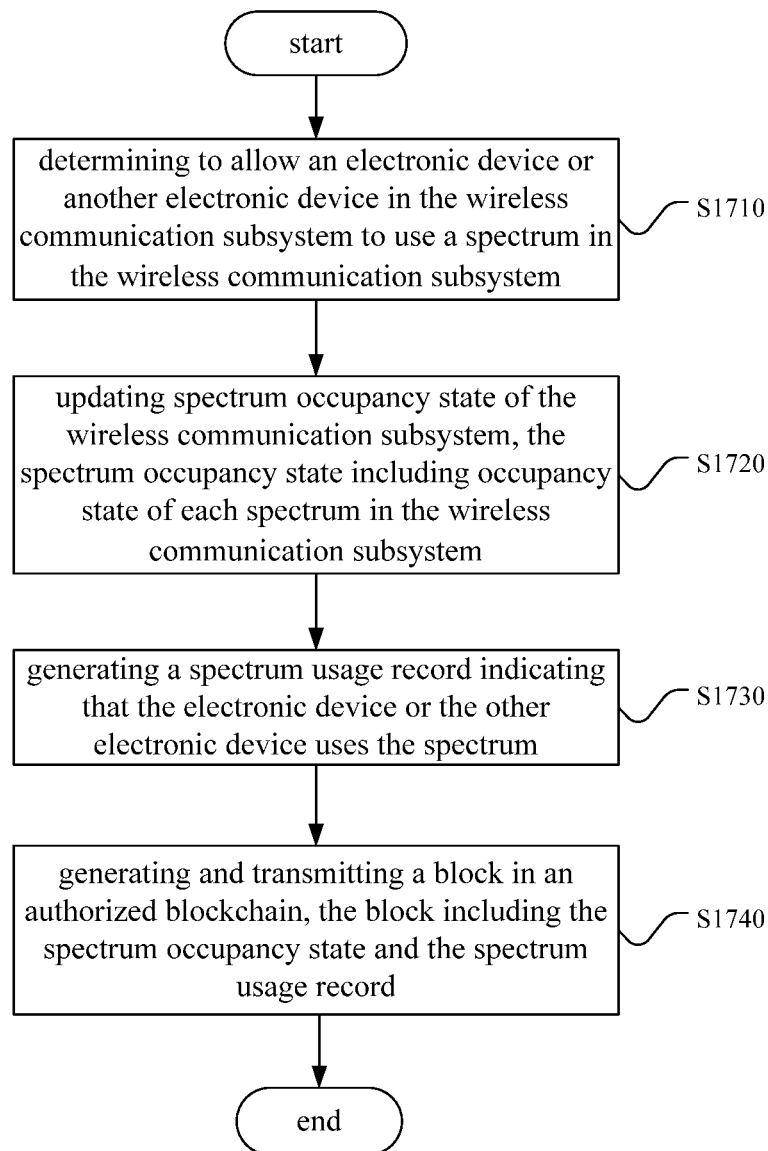 start
determining to allow an electronic device or
another electronic device in the wireless
communication subsystem to use a spectrum in
the wireless communication subsystem
S1710
updating spectrum occupancy state of the
wireless communication subsystem, the
spectrum occupancy state including occupancy
state of each spectrum in the wireless
communication subsystem
S1720
generating a spectrum usage record indicating
that the electronic device or the other
electronic device uses the spectrum
S1730
generating and transmitting a block in an
authorized blockchain, the block including the
spectrum occupancy state and the spectrum
usage record
S1740
end